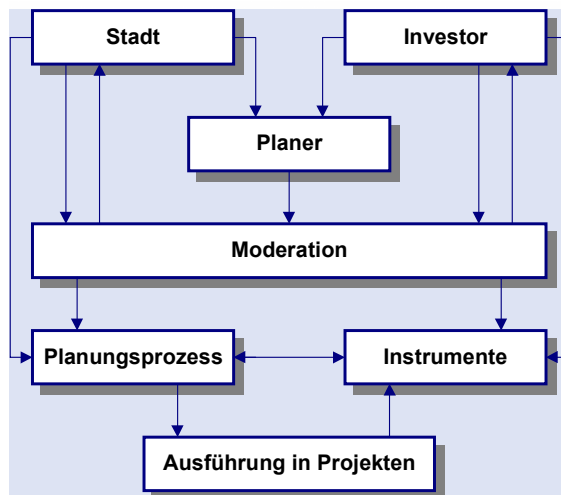 Stadt
Investor
Planer
Moderation
Planungsprozess
Instrumente
Ausführung in Projekten